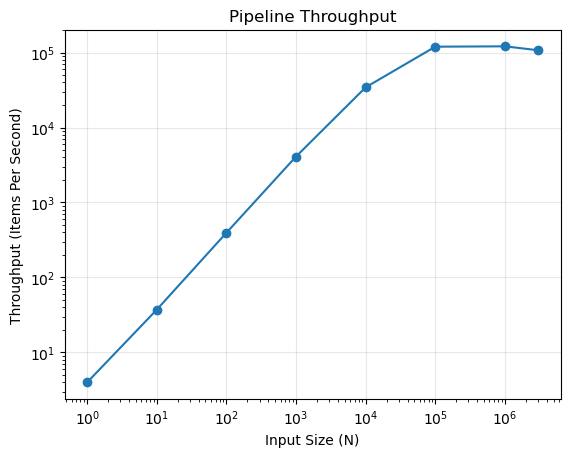 Pipeline Throughput
Throughput (Items Per Second)
10⁵
10⁴
10³
10²
10¹
10⁰ 10¹ 10² 10³ 10⁴ 10⁵ 10⁶
Input Size (N)